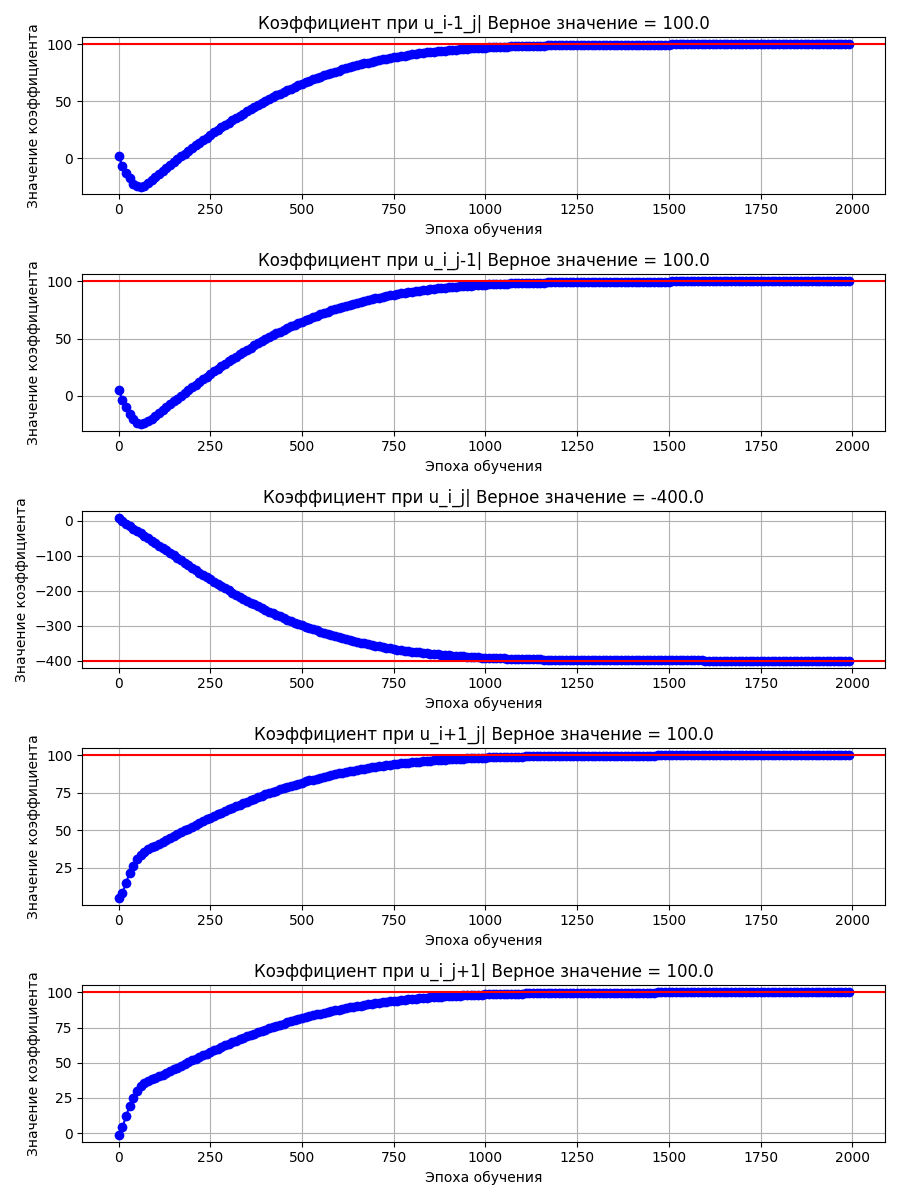 Коэффициент при u_i-1_j| Верное значение = 100.0
Значение коэффициента
100
50
0
0 250 500 750 1000 1250 1500 1750 2000
Эпоха обучения
Коэффициент при u_i_j-1| Верное значение = 100.0
Значение коэффициента
100
50
0
0 250 500 750 1000 1250 1500 1750 2000
Эпоха обучения
Коэффициент при u_i_j| Верное значение = -400.0
Значение коэффициента
0
−100
−200
−300
−400
0 250 500 750 1000 1250 1500 1750 2000
Эпоха обучения
Коэффициент при u_i+1_j| Верное значение = 100.0
Значение коэффициента
100
75
50
25
0 250 500 750 1000 1250 1500 1750 2000
Эпоха обучения
Коэффициент при u_i_j+1| Верное значение = 100.0
Значение коэффициента
100
75
50
25
0
0 250 500 750 1000 1250 1500 1750 2000
Эпоха обучения